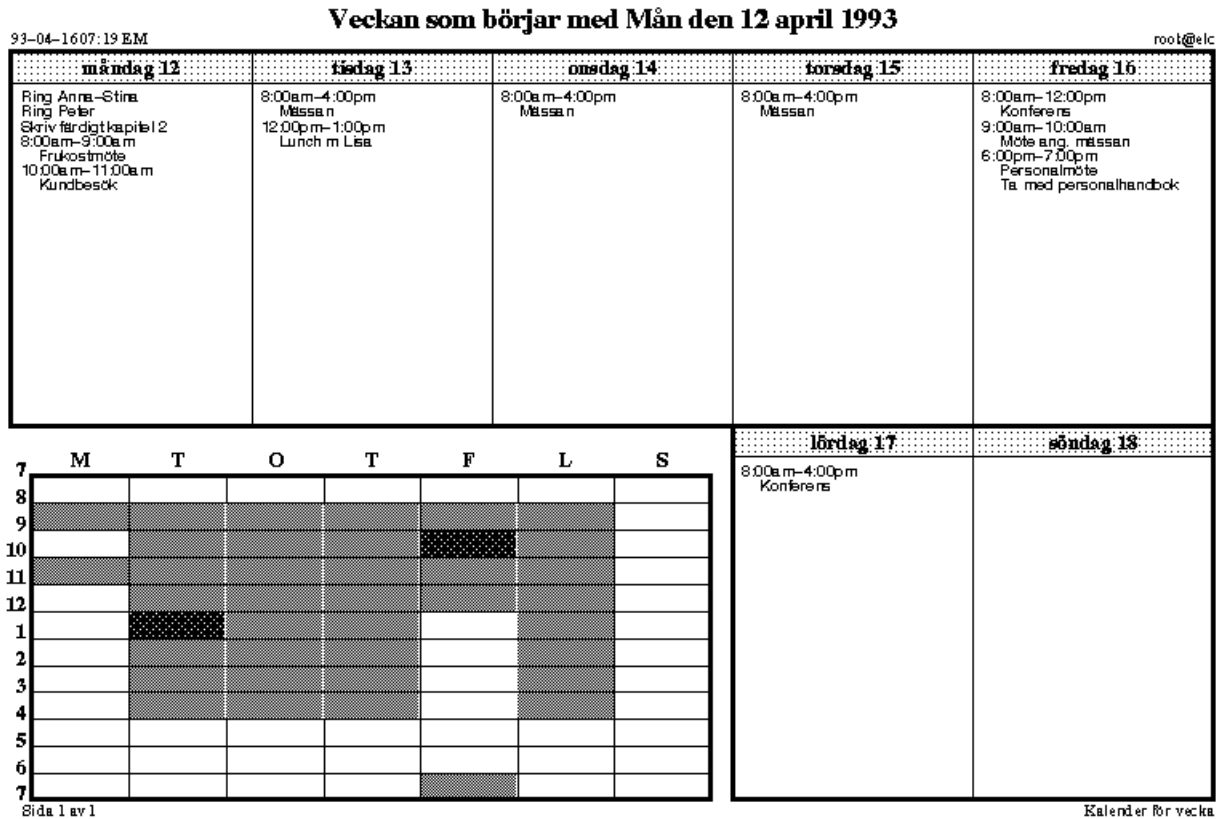 Veckan som börjar med Mån den 12 april 1993
93-04-1607:19 EM
root@elc
måndag 12
Ring Anna-Stina
Ring Peter
Skriv färdigt kapitel 2
8:00am-9:00am
Frukostmöte
10:00am-11:00am
Kundbesök
tisdag 13
8:00am-4:00pm
Mässan
12:00pm-1:00pm
Lunch m Lisa
onsdag 14
8:00am-4:00pm
Mässan
torsdag 15
8:00am-4:00pm
Mässan
fredag 16
8:00am-12:00pm
Konferens
9:00am-10:00am
Möte ang. mässan
6:00pm-7:00pm
Personalmöte
Ta med personalhandbok
M T O T F L S
7
8
9
10
11
12
1
2
3
4
5
6
7
lördag 17
8:00am-4:00pm
Konferens
söndag 18
Sida 1 av 1
Kalender för vecka